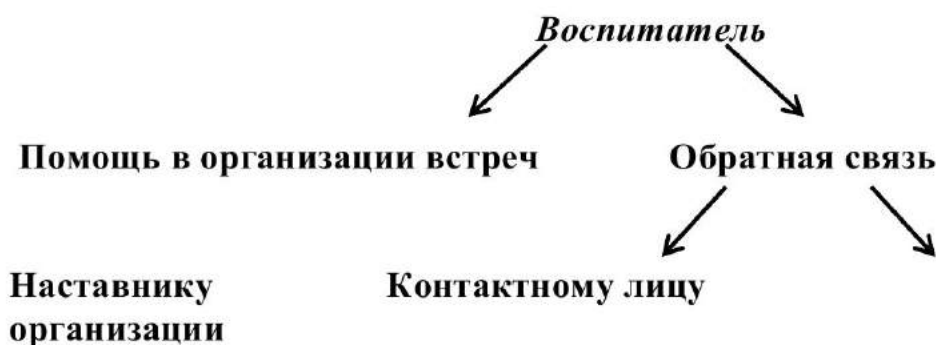 Воспитатель
Помощь в организации встреч
Обратная связь
Наставнику
организации
Контактному лицу